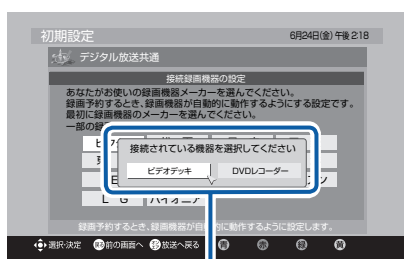 初期設定
6月24日(金)午後2:18
デジタル放送共通
接続録画機器の設定
あなたがお使いの録画機器メーカーを選んでください。
録画予約するとき、録画機器が自動的に動作するようにする設定です。
最初に録画機器のメーカーを選んでください。
一部の録
接続されている機器を選択してください
ビデオデッキ
DVDレコーダー
L G
パイオニア
録画予約するとき、録画機器が自動的に動作するように設定します。
選択・決定
前の画面へ
放送へ戻る
青
赤
緑
黄